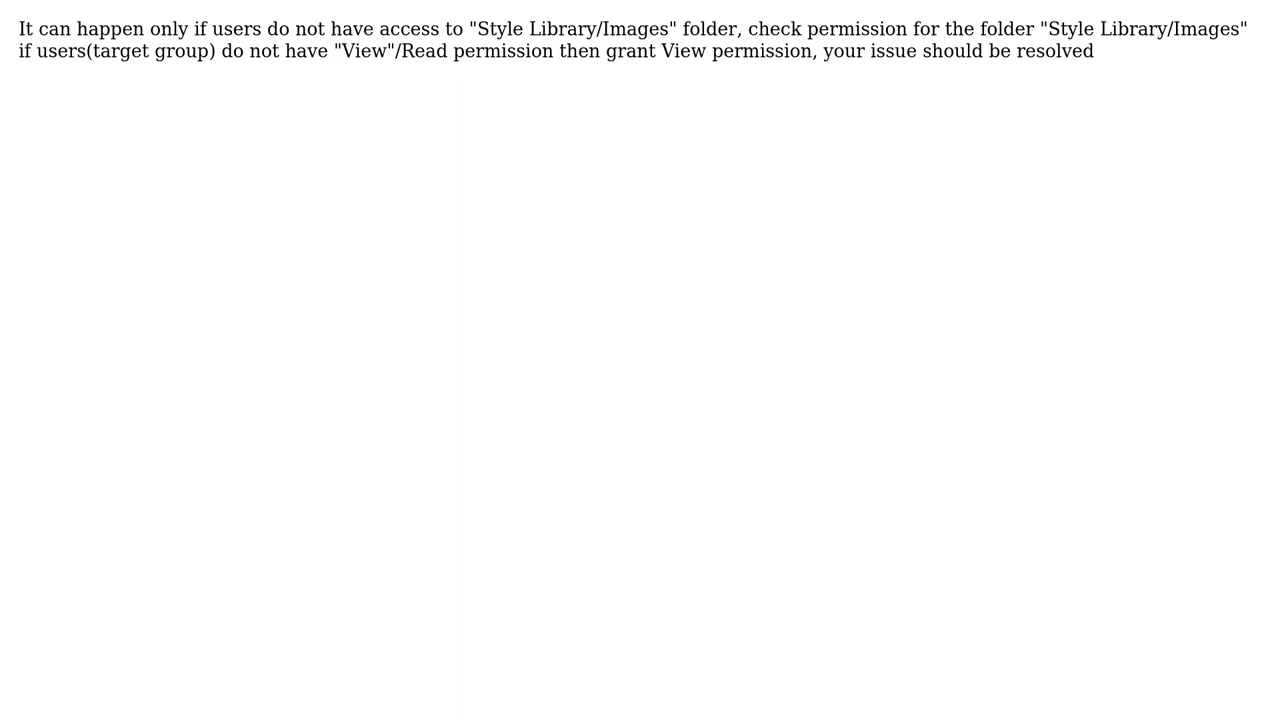 It can happen only if users do not have access to "Style Library/Images" folder, check permission for the folder "Style Library/Images"
if users(target group) do not have "View"/Read permission then grant View permission, your issue should be resolved